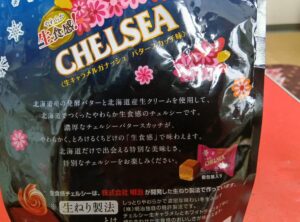 生食感
CHELSEA
〈生キャラメルガナッシュ バタースカッチ味〉
北海道産の発酵バターと北海道産生クリームを使用して、
北海道でつくったやわらか生食感のチェルシーです。
濃厚なチェルシーバタースカッチが、
やわらか、とろけるくちどけの「生食感」で味わえます。
北海道だけで出会える特別な美味しさ、
特別なチェルシーをお楽しみください。
CHELSEA
生食感チェルシーは、株式会社 明治が開発した生ねり製法で作っています。
生ねり製法
とは